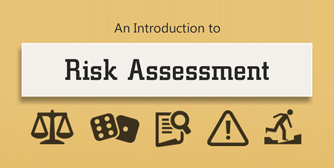 An Introduction to
Risk Assessment